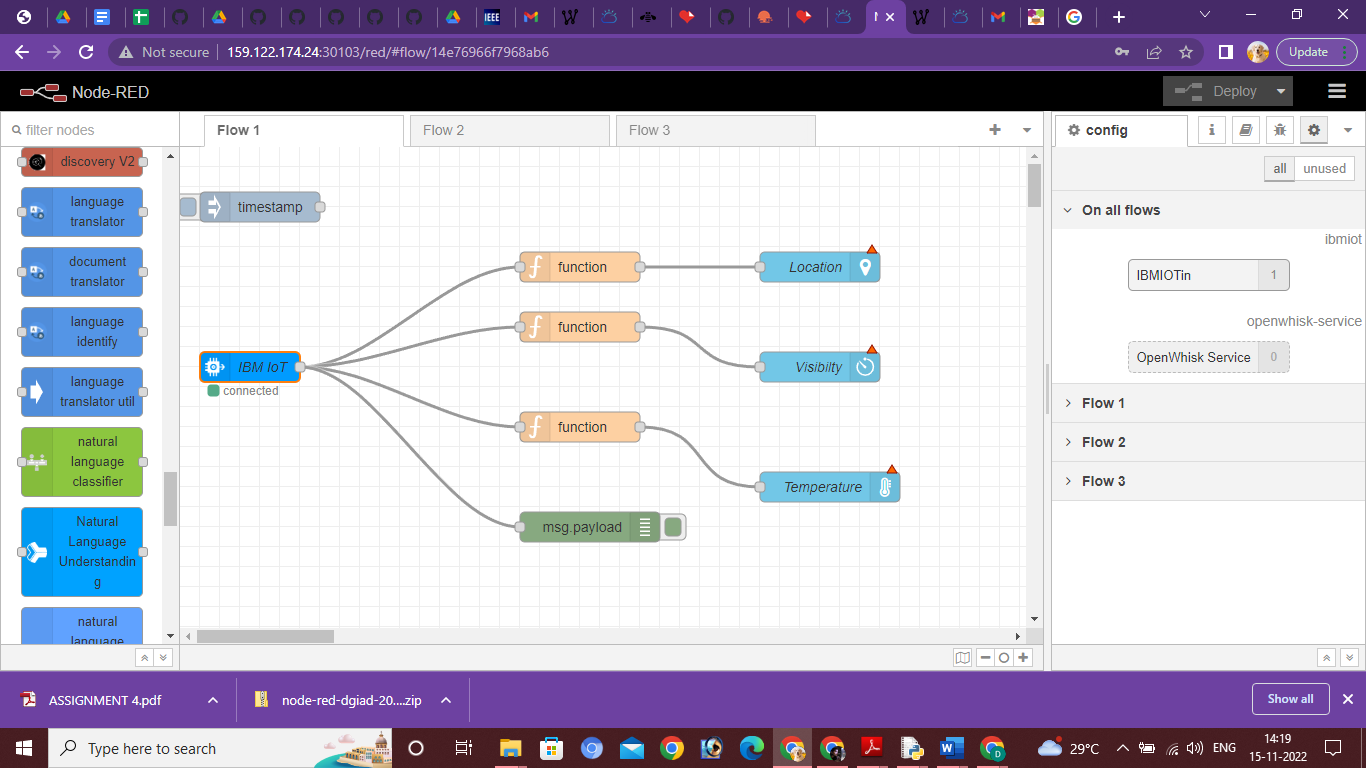 IEEE
Not secure
159.122.174.24:30103/red/#flow/14e76966f7968ab6
Update
Node-RED
Deploy
filter nodes
Flow 1
Flow 2
Flow 3
config
i
all
unused
discovery V2
language
translator
document
translator
language
identify
language
translator util
natural
language
classifier
Natural
Language
Understandin
g
natural
language
timestamp
function
Location
function
Visibilty
IBM IoT
connected
function
Temperature
msg.payload
On all flows
ibmiot
IBMIOTin
1
openwhisk-service
OpenWhisk Service
0
Flow 1
Flow 2
Flow 3
ASSIGNMENT 4.pdf
node-red-dgiad-20....zip
Show all
Type here to search
29°C
ENG
14:19
15-11-2022